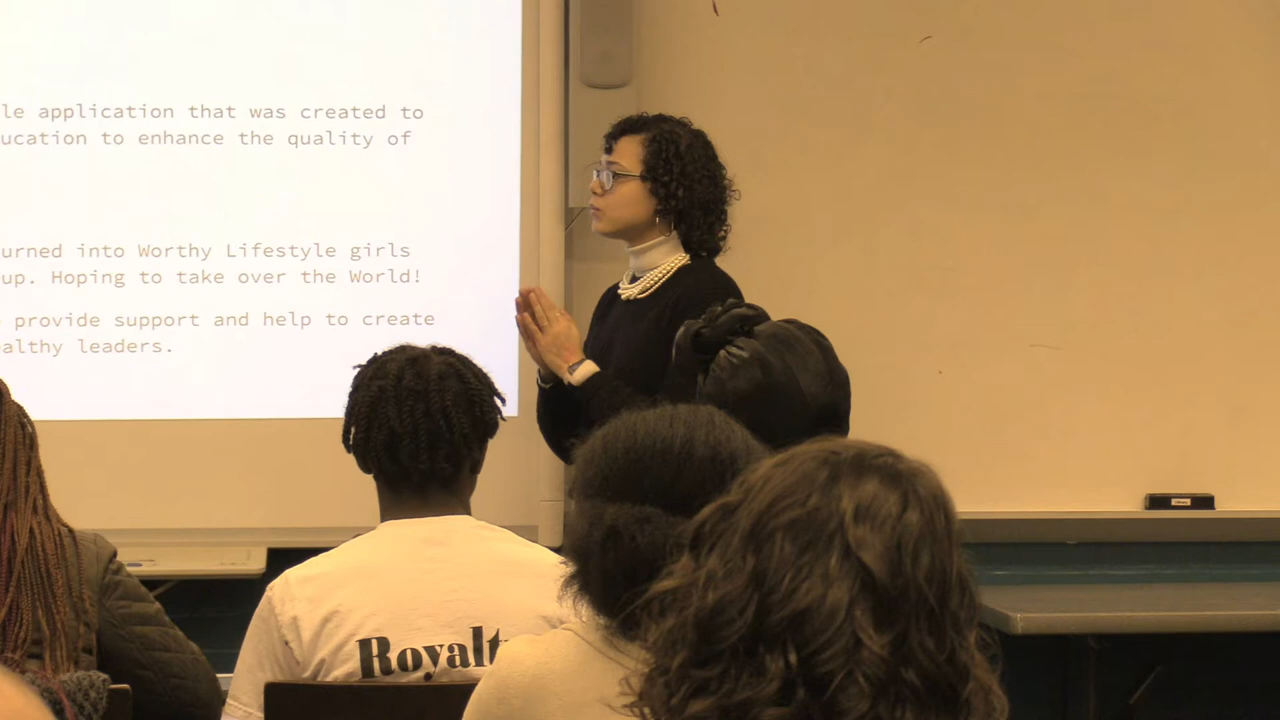 le application that was created to
ucation to enhance the quality of
urned into Worthy Lifestyle girls
up. Hoping to take over the World!
provide support and help to create
althy leaders.
Royalt